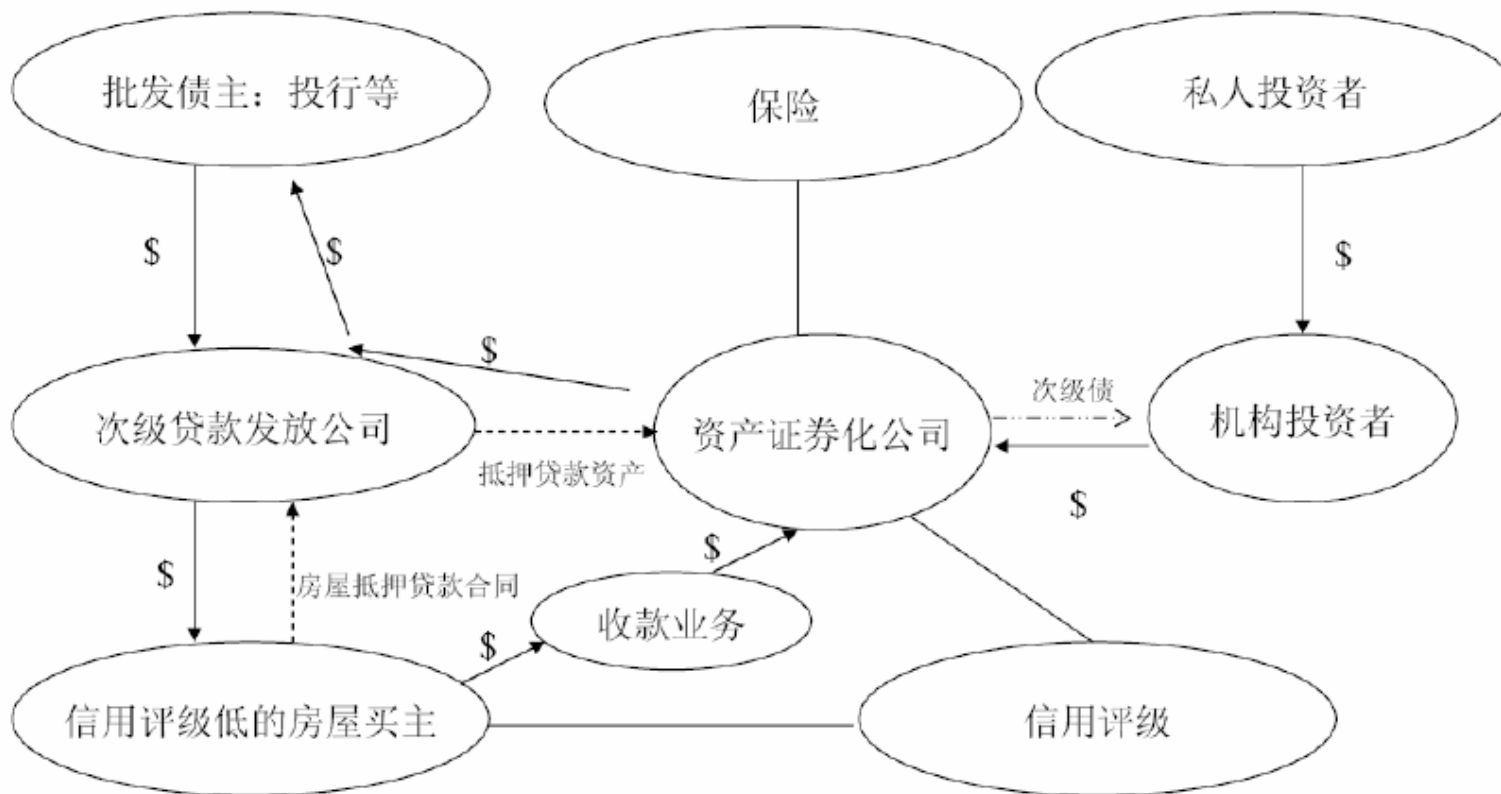 批发债主：投行等
保险
私人投资者
$
$
$
$
次级贷款发放公司
资产证券化公司
次级债
机构投资者
抵押贷款资产
$
$
$
房屋抵押贷款合同
收款业务
$
信用评级低的房屋买主
信用评级